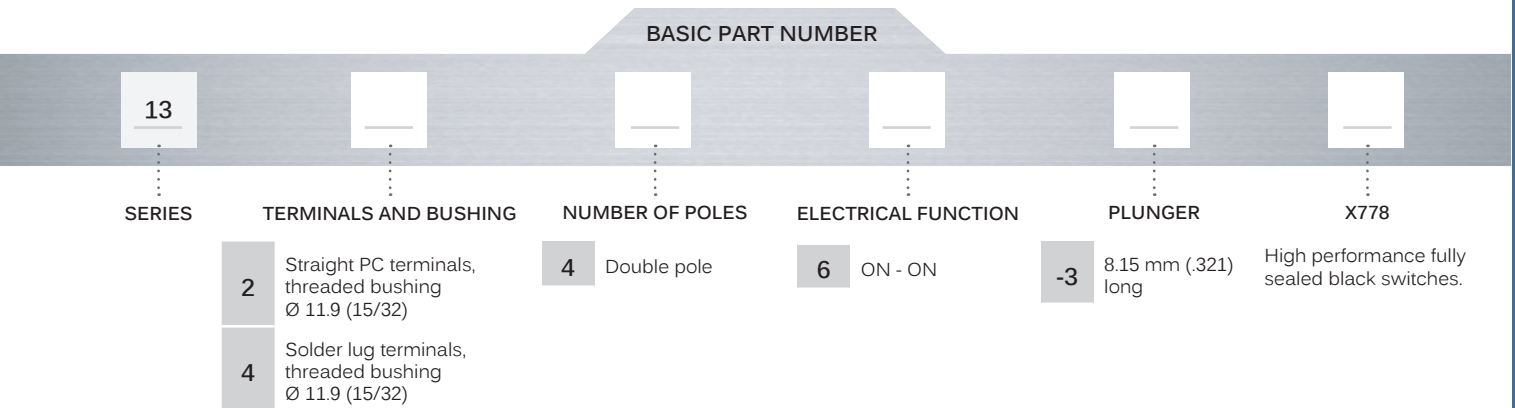 BASIC PART NUMBER
13
SERIES
TERMINALS AND BUSHING
NUMBER OF POLES
ELECTRICAL FUNCTION
PLUNGER
X778
2
Straight PC terminals,
threaded bushing
Ø 11.9 (15/32)
4
Solder lug terminals,
threaded bushing
Ø 11.9 (15/32)
4
Double pole
6
ON - ON
-3
8.15 mm (.321)
long
High performance fully
sealed black switches.